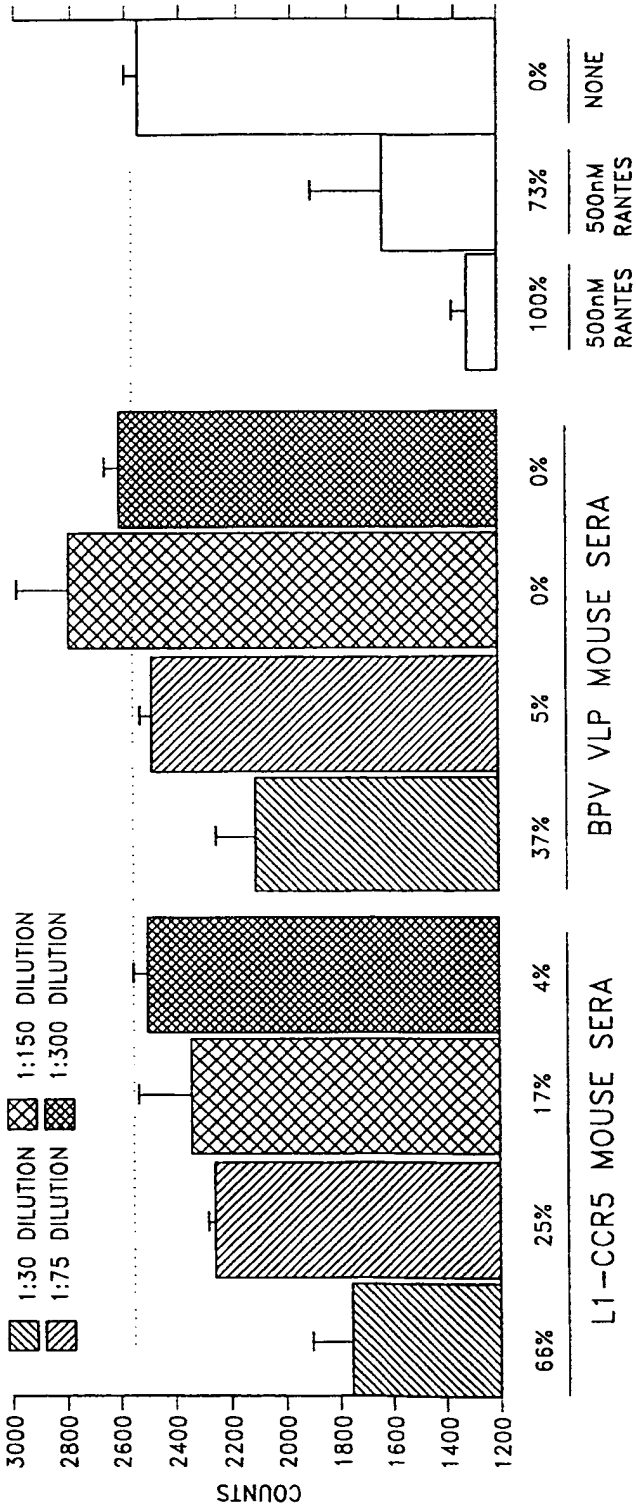 1:30 DILUTION
1:75 DILUTION
1:150 DILUTION
1:300 DILUTION
COUNTS
3000
2800
2600
2400
2200
2000
1800
1600
1400
1200
66% 25% 17% 4% 37% 5% 0% 0% 100% 73% 0%
L1-CCR5 MOUSE SERA
BPV VLP MOUSE SERA
500nM
RANTES
500nM
RANTES
NONE